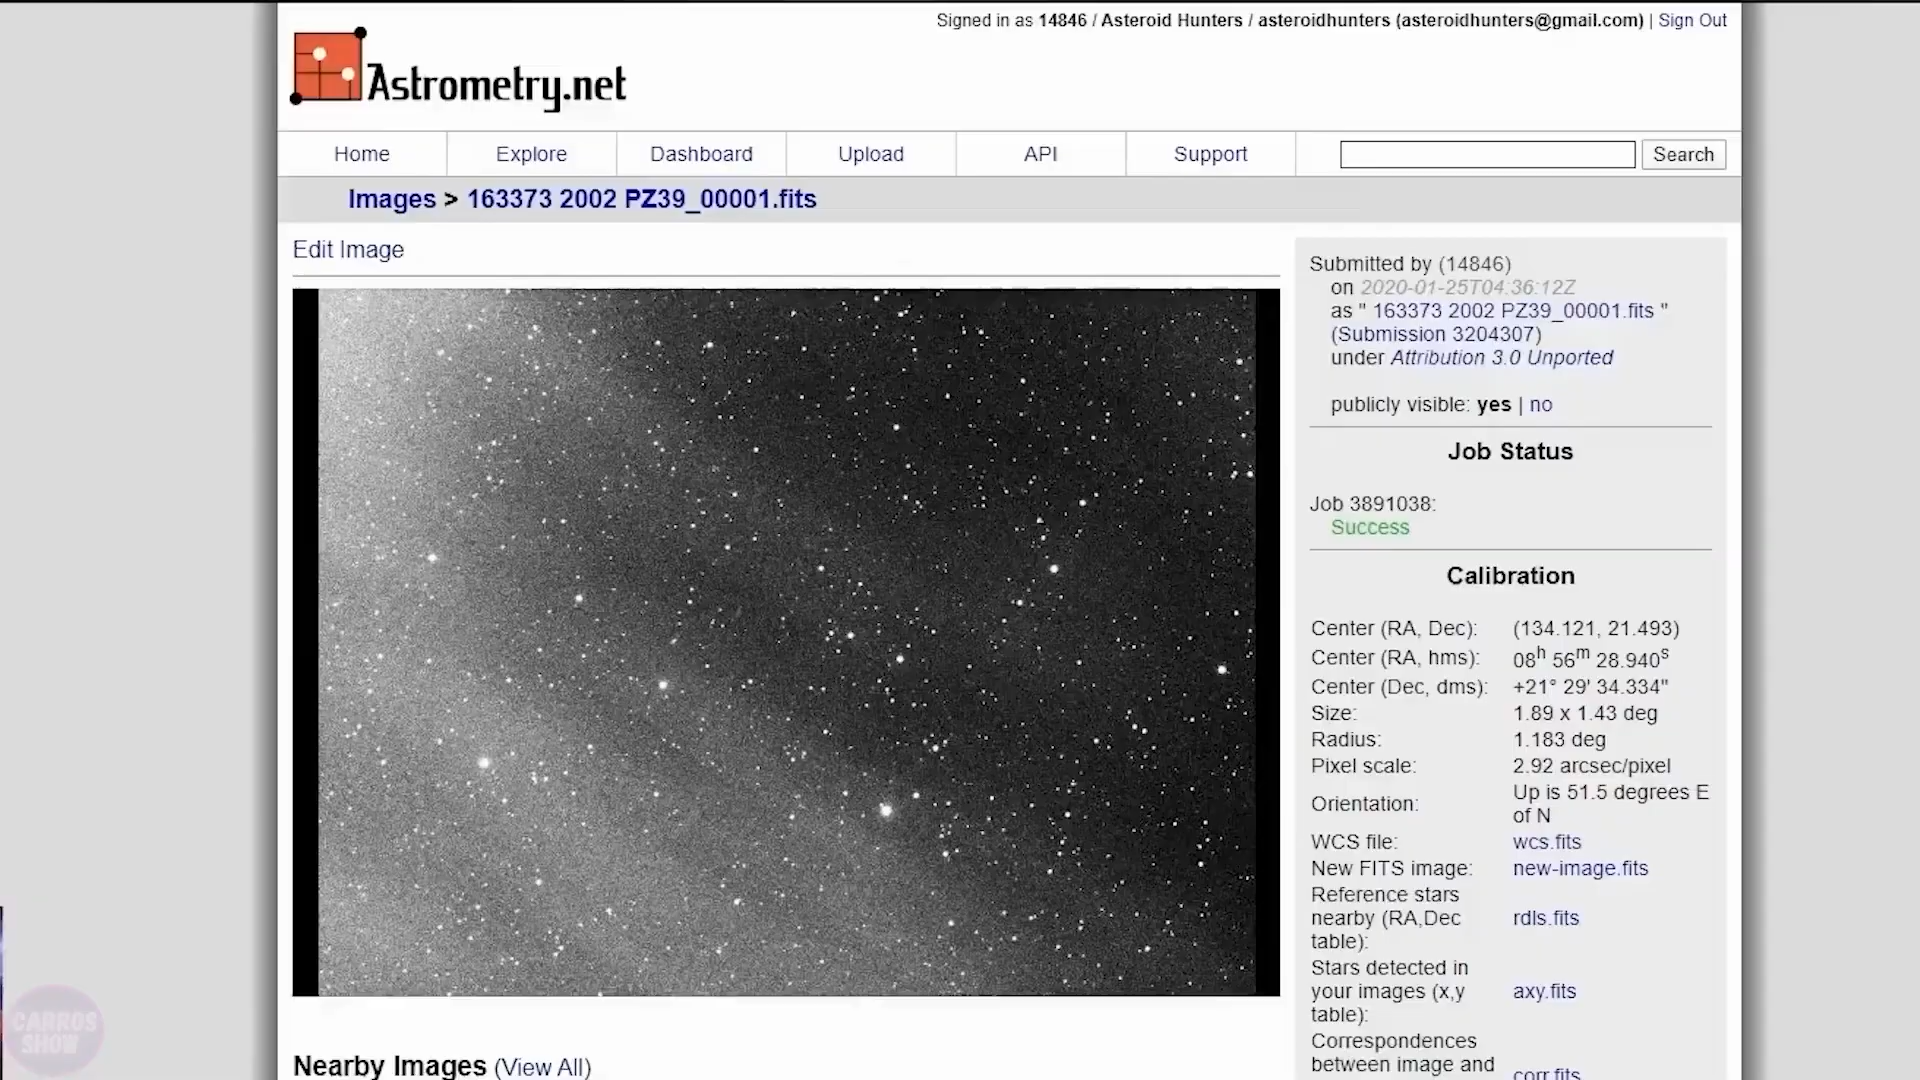 Signed in as 14846 / Asteroid Hunters / asteroidhunters (asteroidhunters@gmail.com) | Sign Out
Astrometry.net
Home Explore Dashboard Upload API Support Search
Images > 163373 2002 PZ39_00001.fits
Edit Image
Submitted by (14846)
on 2020-01-25T04:36:12Z
as " 163373 2002 PZ39_00001.fits "
(Submission 3204307)
under Attribution 3.0 Unported
publicly visible: yes | no
Job Status
Job 3891038:
Success
Calibration
Center (RA, Dec): (134.121, 21.493)
Center (RA, hms): 08h 56m 28.940s
Center (Dec, dms): +21° 29' 34.334"
Size: 1.89 x 1.43 deg
Radius: 1.183 deg
Pixel scale: 2.92 arcsec/pixel
Orientation: Up is 51.5 degrees E
of N
WCS file: wcs.fits
New FITS image: new-image.fits
Reference stars
nearby (RA,Dec rdls.fits
table):
Stars detected in
your images (x,y axy.fits
table):
Correspondences
between image and corr.fits
Nearby Images (View All)
CARROS
SHOW